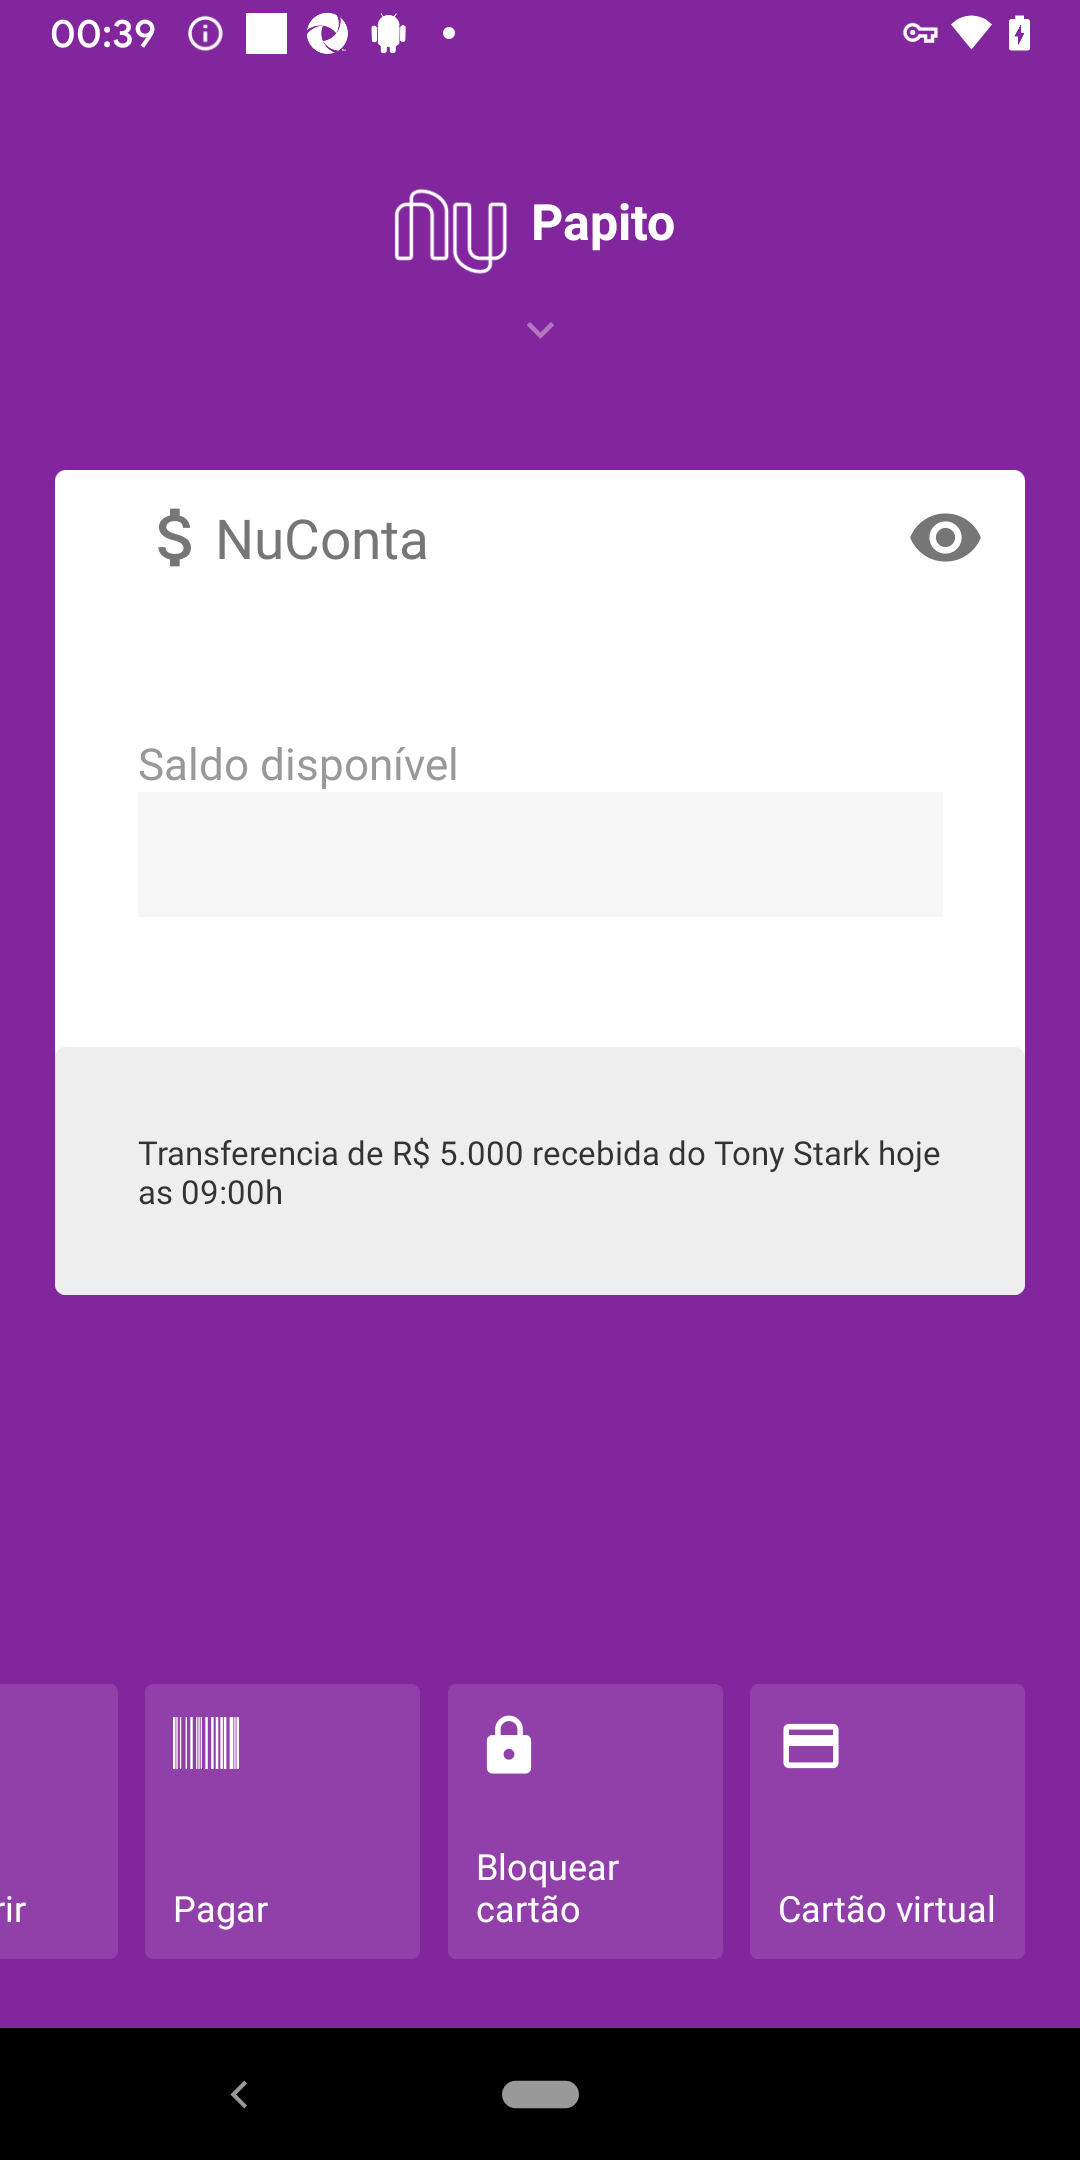 00:39
nu Papito
$ NuConta
Saldo disponível
Transferencia de R$ 5.000 recebida do Tony Stark hoje
as 09:00h
rir
Pagar
Bloquear
cartão
Cartão virtual